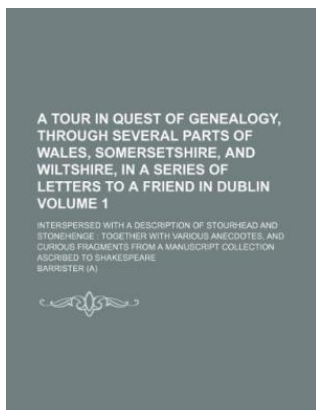 A TOUR IN QUEST OF GENEALOGY,
THROUGH SEVERAL PARTS OF
WALES, SOMERSETSHIRE, AND
WILTSHIRE, IN A SERIES OF
LETTERS TO A FRIEND IN DUBLIN
VOLUME 1
INTERSPERSED WITH A DESCRIPTION OF STOURHEAD AND
STONEHENGE : TOGETHER WITH VARIOUS ANECDOTES, AND
CURIOUS FRAGMENTS FROM A MANUSCRIPT COLLECTION
ASCRIBED TO SHAKESPEARE
BARRISTER (A)